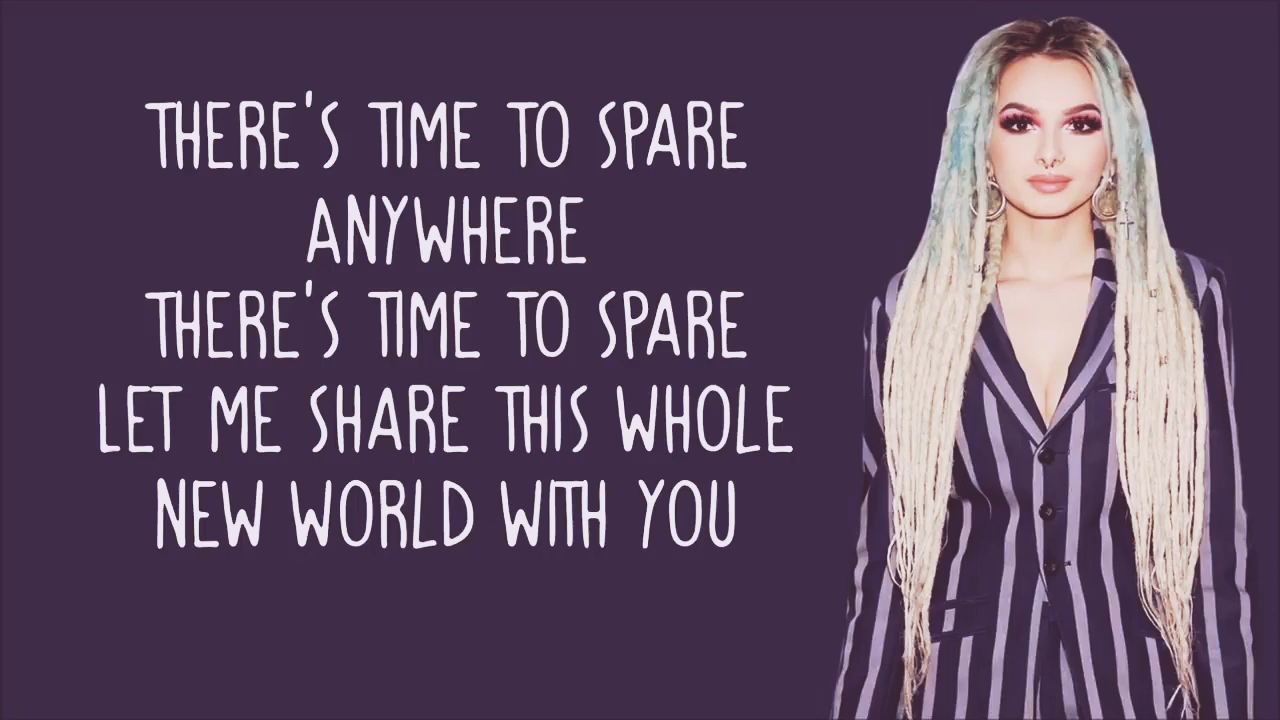 THERE'S TIME TO SPARE
ANYWHERE
THERE'S TIME TO SPARE
LET ME SHARE THIS WHOLE
NEW WORLD WITH YOU